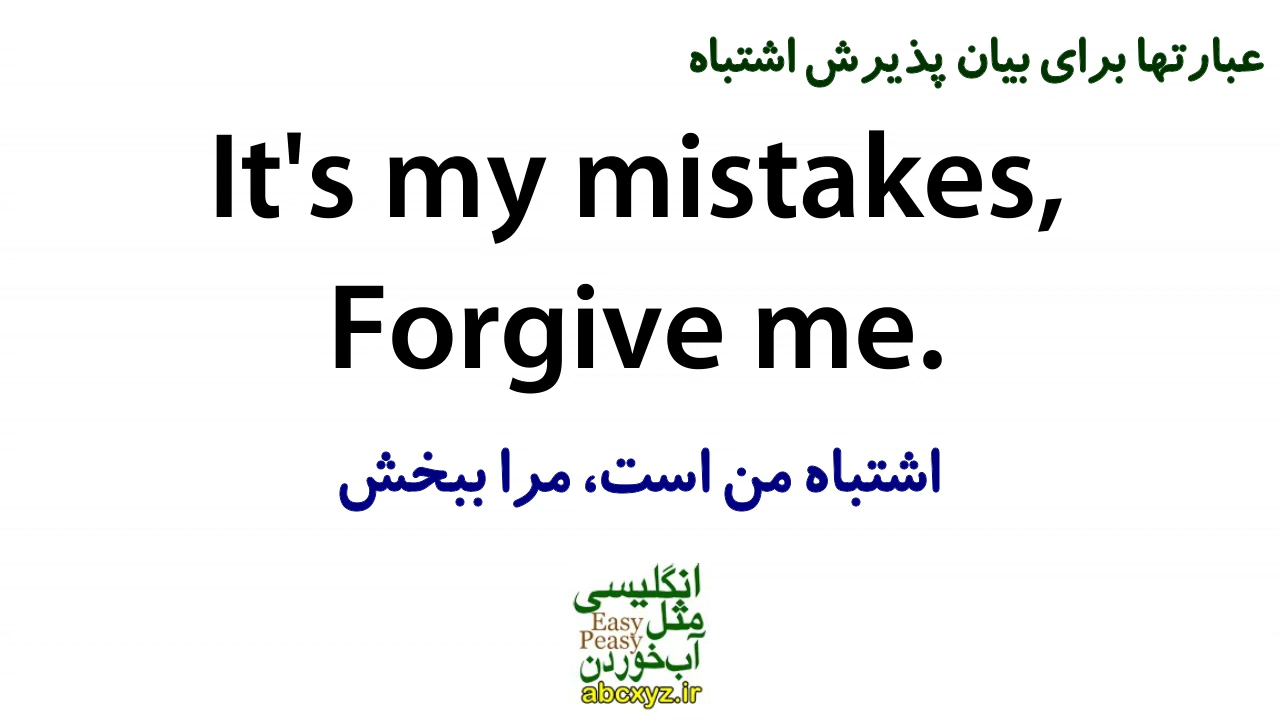 عبارتها برای بیان پذیرش اشتباه
It's my mistakes,
Forgive me.
اشتباه من است، مرا ببخش
انگلیسی
مثل
Easy
Peasy
آب‌خوردن
abcxyz.ir